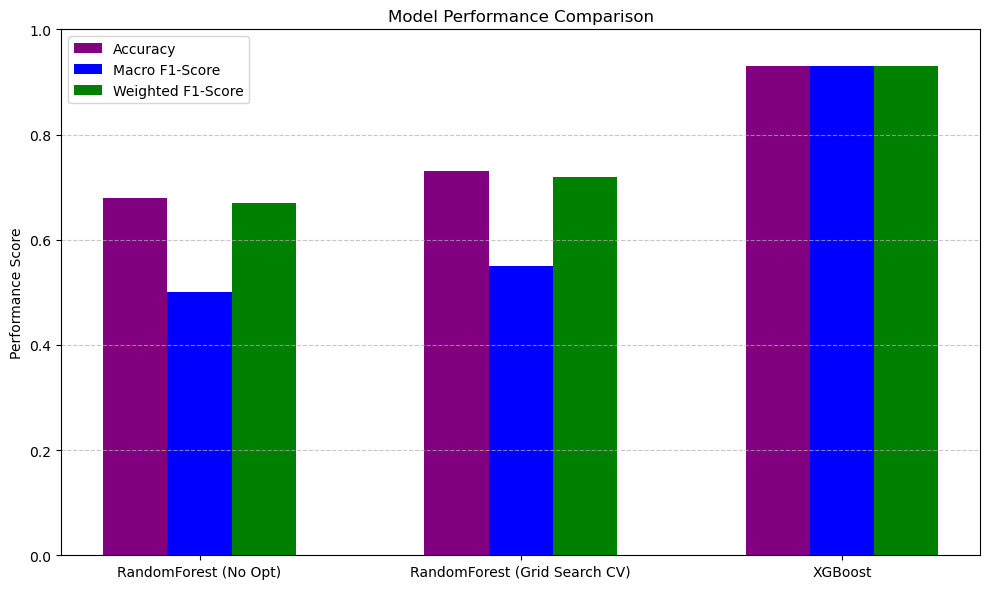 Model Performance Comparison
Accuracy
Macro F1-Score
Weighted F1-Score
Performance Score
1.0
0.8
0.6
0.4
0.2
0.0
RandomForest (No Opt)
RandomForest (Grid Search CV)
XGBoost